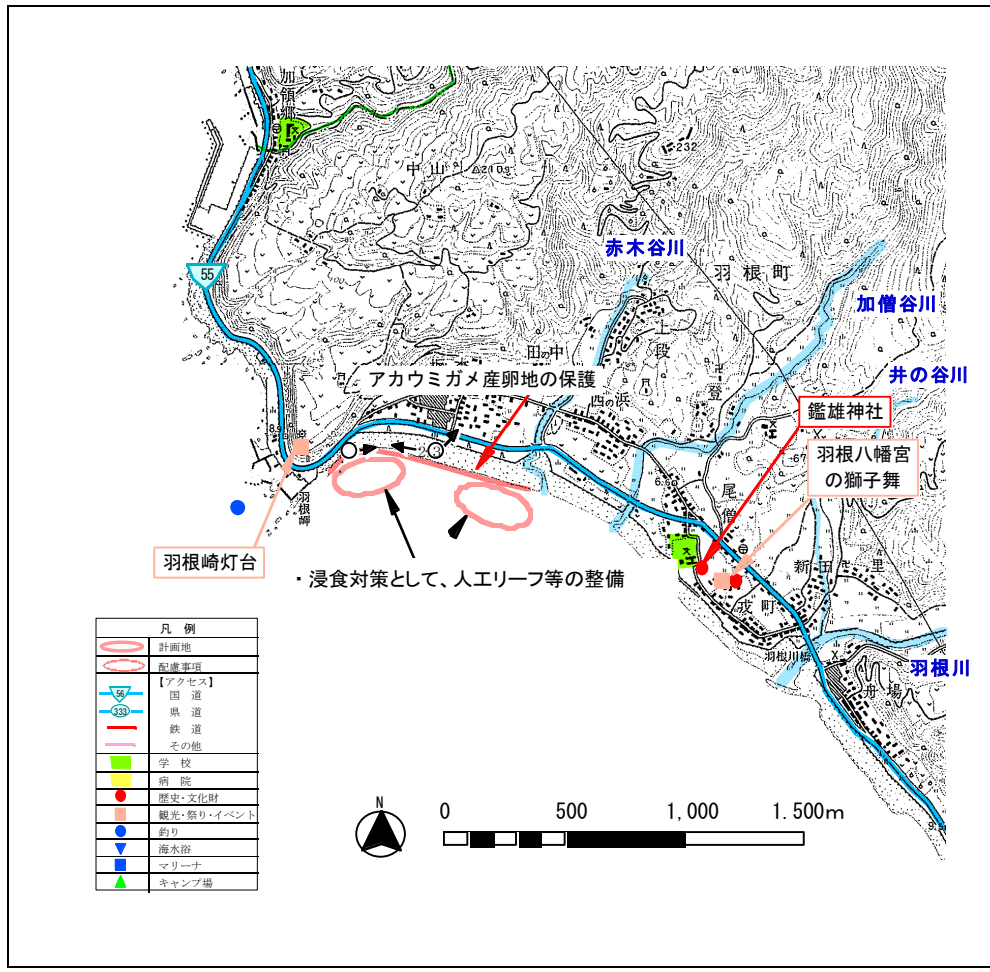 加領郷
中山
210.9
232
赤木谷川
羽根町
加僧谷川
55
上段
田の中
井の谷川
アカウミガメ産卵地の保護
西の浜
登
鑑雄神社
羽根八幡宮
の獅子舞
8.9
羽根岬
尾僧
羽根崎灯台
・浸食対策として、人工リーフ等の整備
新田
里
戎町
羽根川橋
羽根川
舟場
凡 例
計画地
配慮事項
【アクセス】
56 国 道
333 県 道
鉄 道
その他
学 校
病 院
歴史・文化財
観光・祭り・イベント
釣り
海水浴
マリーナ
キャンプ場
N
0 500 1,000 1.500m